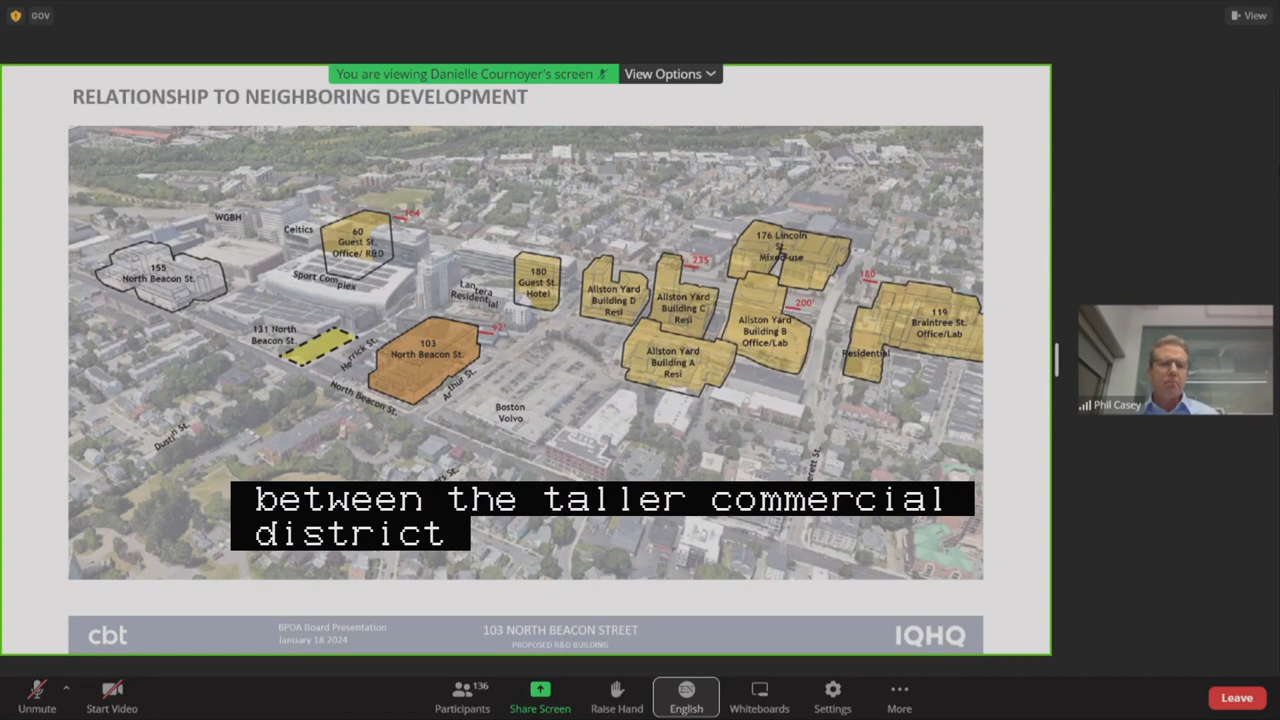 GOV
View
You are viewing Danielle Cournoyer's screen
View Options
RELATIONSHIP TO NEIGHBORING DEVELOPMENT
WGBH
Celtics
60
Guest St.
Office/ R&D
164
155
North Beacon St.
Sport Complex
Lantera
Residential
180
Guest St.
Hotel
Allston Yard
Building D
Resi
Allston Yard
Building C
Resi
235
176 Lincoln
St.
Mixed-use
Allston Yard
Building B
Office/Lab
200'
180
119
Braintree St.
Office/Lab
Residential
Allston Yard
Building A
Resi
131 North
Beacon St.
Herrick St.
103
North Beacon St.
92'
North Beacon St.
Arthur St.
Boston
Volvo
Dustin St.
between the taller commercial
district
cbt
BPDA Board Presentation
January 18 2024
103 NORTH BEACON STREET
PROPOSED R&D BUILDING
IQHQ
Phil Casey
Unmute
Start Video
136
Participants
Share Screen
Raise Hand
EN
English
Whiteboards
Settings
More
Leave